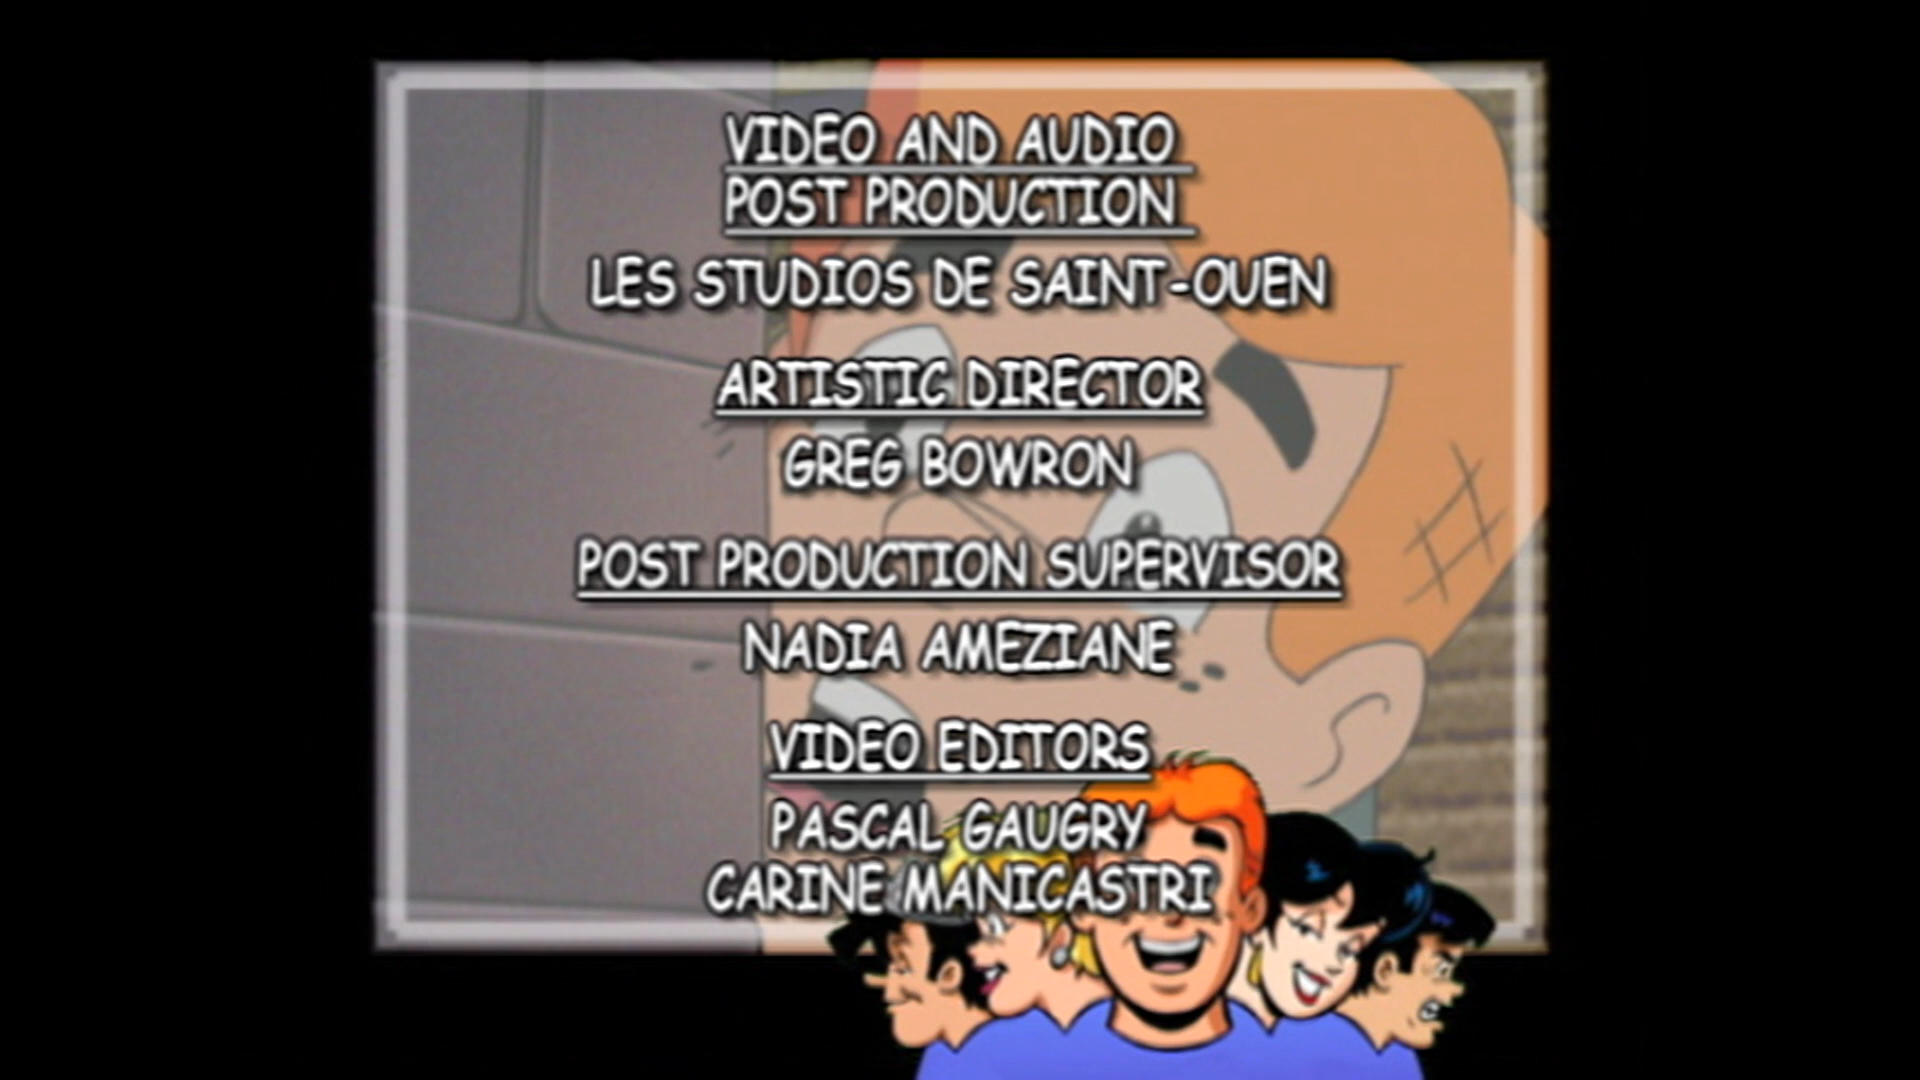 VIDEO AND AUDIO
POST PRODUCTION
LES STUDIOS DE SAINT-OUEN
ARTISTIC DIRECTOR
GREG BOWRON
POST PRODUCTION SUPERVISOR
NADIA AMEZIANE
VIDEO EDITORS
PASCAL GAUGRY
CARINE MANICASTRI